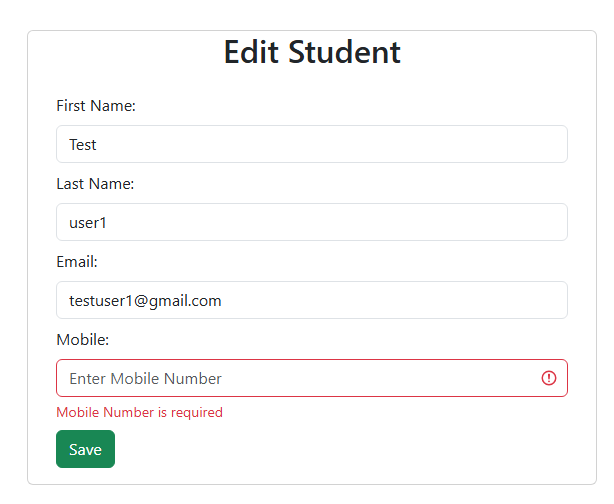 Edit Student
First Name:
Test
Last Name:
user1
Email:
testuser1@gmail.com
Mobile:
Enter Mobile Number
Mobile Number is required
Save